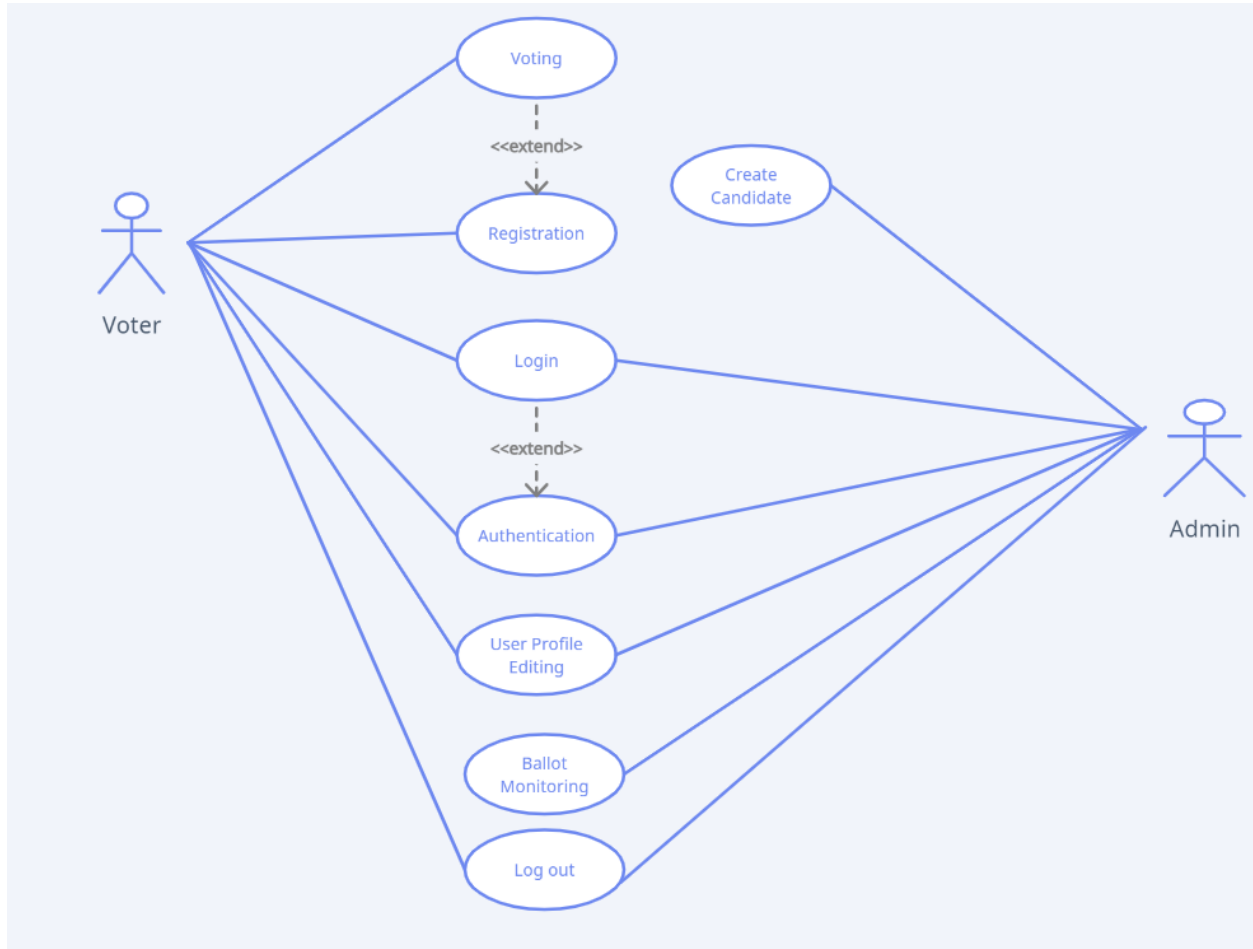 Voting
<<extend>>
Create
Candidate
Registration
Voter
Login
<<extend>>
Authentication
Admin
User Profile
Editing
Ballot
Monitoring
Log out